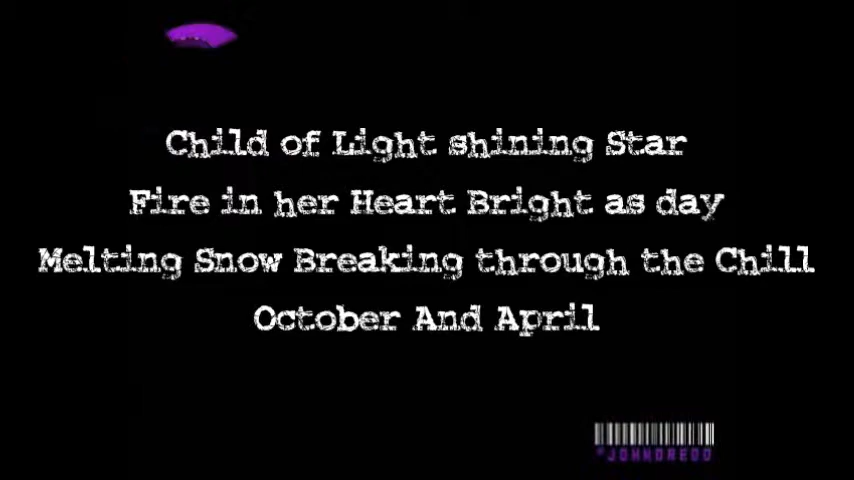 Child of Light shining Star
Fire in her Heart Bright as day
Melting Snow Breaking through the Chill
October And April
*JOHNDREDD